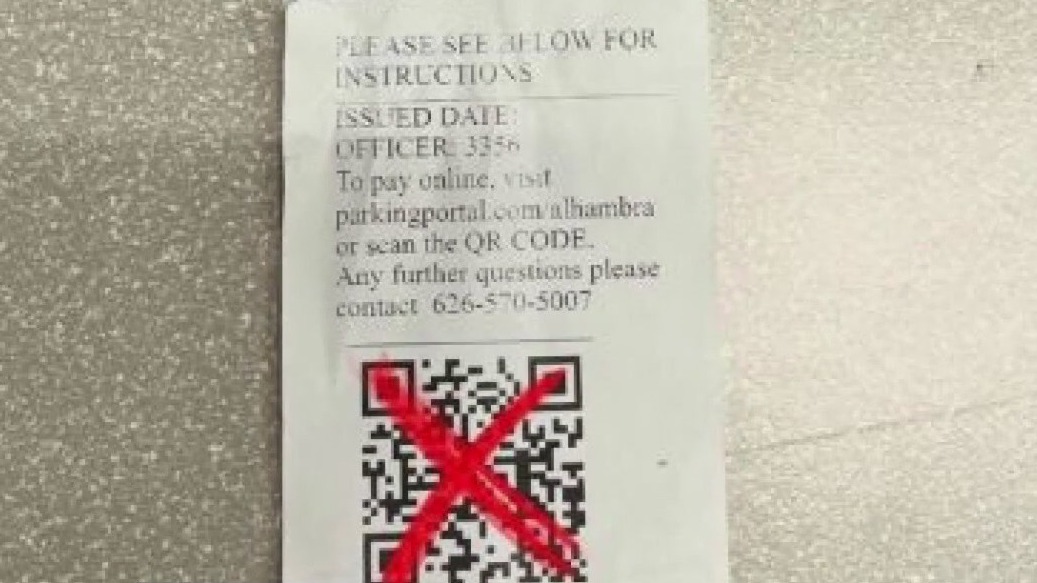 PLEASE SEE BELOW FOR
INSTRUCTIONS
ISSUED DATE:
OFFICER: 3356
To pay online, visit
parkingportal.com/alhambra
or scan the QR CODE.
Any further questions please
contact 626-570-5007